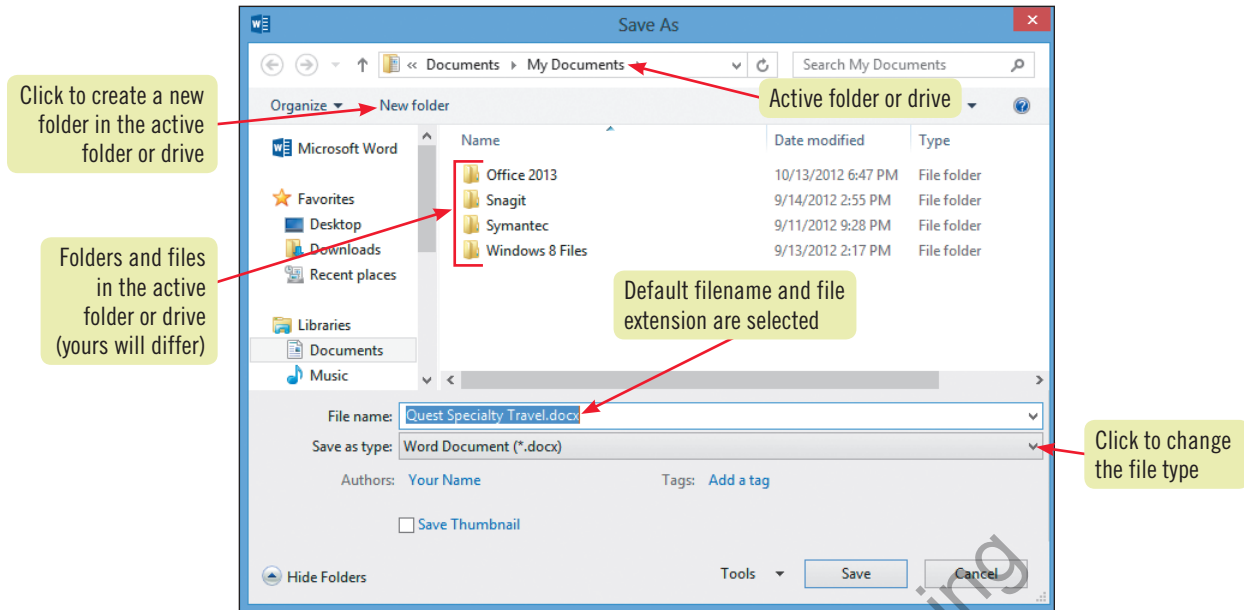 Save As
« Documents ▸ My Documents
Search My Documents
Click to create a new
folder in the active
folder or drive
Active folder or drive
Organize ▾ New folder
Microsoft Word
Name Date modified Type
Office 2013 10/13/2012 6:47 PM File folder
Favorites
Snagit 9/14/2012 2:55 PM File folder
Desktop
Symantec 9/11/2012 9:28 PM File folder
Downloads
Windows 8 Files 9/13/2012 2:17 PM File folder
Recent places
Folders and files
in the active
folder or drive
(yours will differ)
Default filename and file
extension are selected
Libraries
Documents
Music
File name: Quest Specialty Travel.docx
Save as type: Word Document (*.docx)
Click to change
the file type
Authors: Your Name Tags: Add a tag
Save Thumbnail
Hide Folders
Tools ▾ Save Cancel
ing